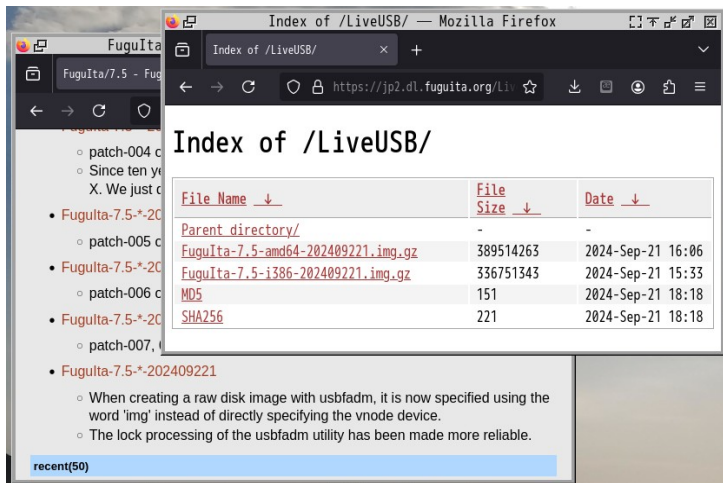 Index of /LiveUSB/ — Mozilla Firefox
Index of /LiveUSB/
https://jp2.dl.fuguita.org/Liv
Index of /LiveUSB/
File Name ↓ File Size ↓ Date ↓
Parent directory/ - -
FuguIta-7.5-amd64-202409221.img.gz 389514263 2024-Sep-21 16:06
FuguIta-7.5-i386-202409221.img.gz 336751343 2024-Sep-21 15:33
MD5 151 2024-Sep-21 18:18
SHA256 221 2024-Sep-21 18:18
FuguIta
FuguIta/7.5 - Fug
patch-004
Since ten
X. We just
FuguIta-7.5-*-20
patch-005
FuguIta-7.5-*-20
patch-006
FuguIta-7.5-*-20
patch-007,
FuguIta-7.5-*-202409221
When creating a raw disk image with usbfadm, it is now specified using the
word 'img' instead of directly specifying the vnode device.
The lock processing of the usbfadm utility has been made more reliable.
recent(50)